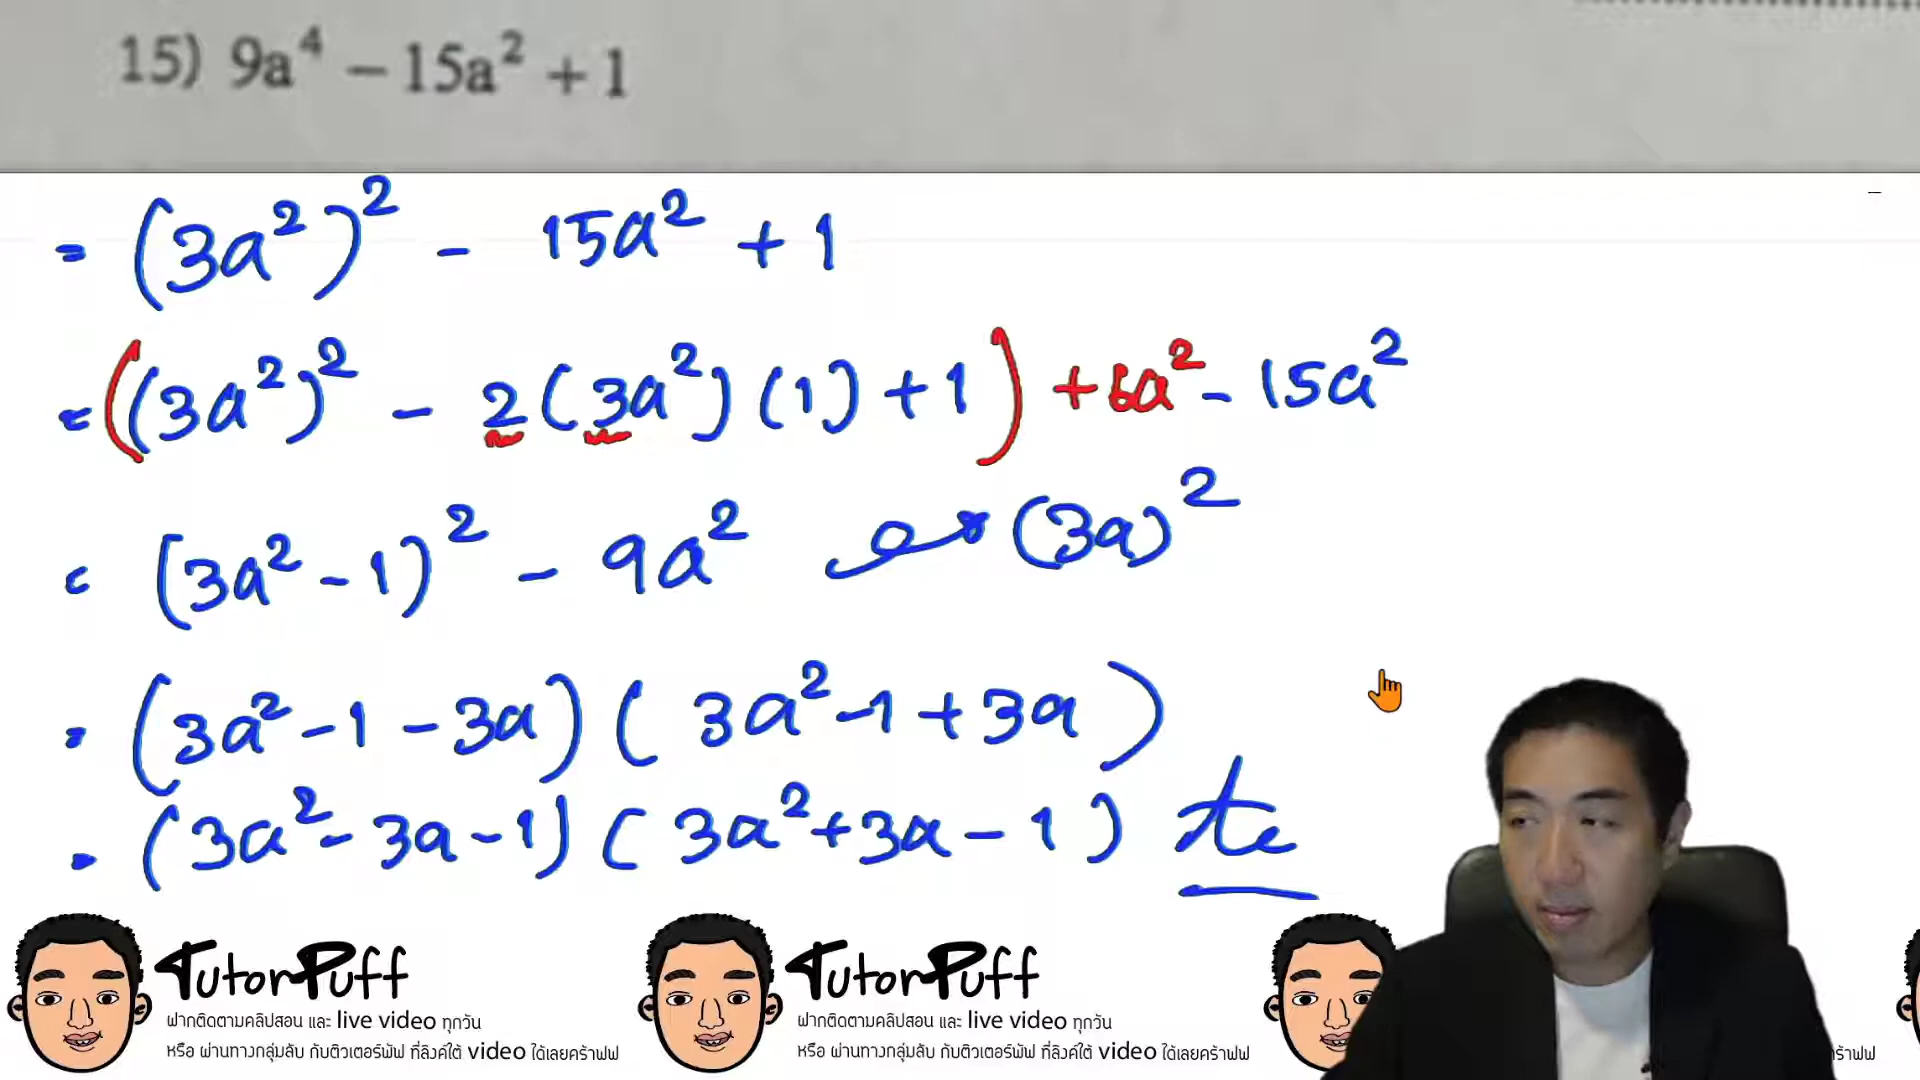 15) 9a⁴ − 15a² + 1
= (3a²)² − 15a² + 1
= ((3a²)² − 2(3a²)(1) + 1) + 6a² − 15a²
= (3a² − 1)² − 9a² (3a)²
= (3a² − 1 − 3a)(3a² − 1 + 3a)
= (3a² − 3a − 1)(3a² + 3a − 1)
TutorPuff
ฝากติดตามคลิปสอน และ live video ทุกวัน
หรือ ผ่านทางกลุ่มลับ กับติวเตอร์พัฟ ที่ลิงค์ใต้ video ได้เลยคร้าฟฟ
TutorPuff
ฝากติดตามคลิปสอน และ live video ทุกวัน
หรือ ผ่านทางกลุ่มลับ กับติวเตอร์พัฟ ที่ลิงค์ใต้ video ได้เลยคร้าฟฟ